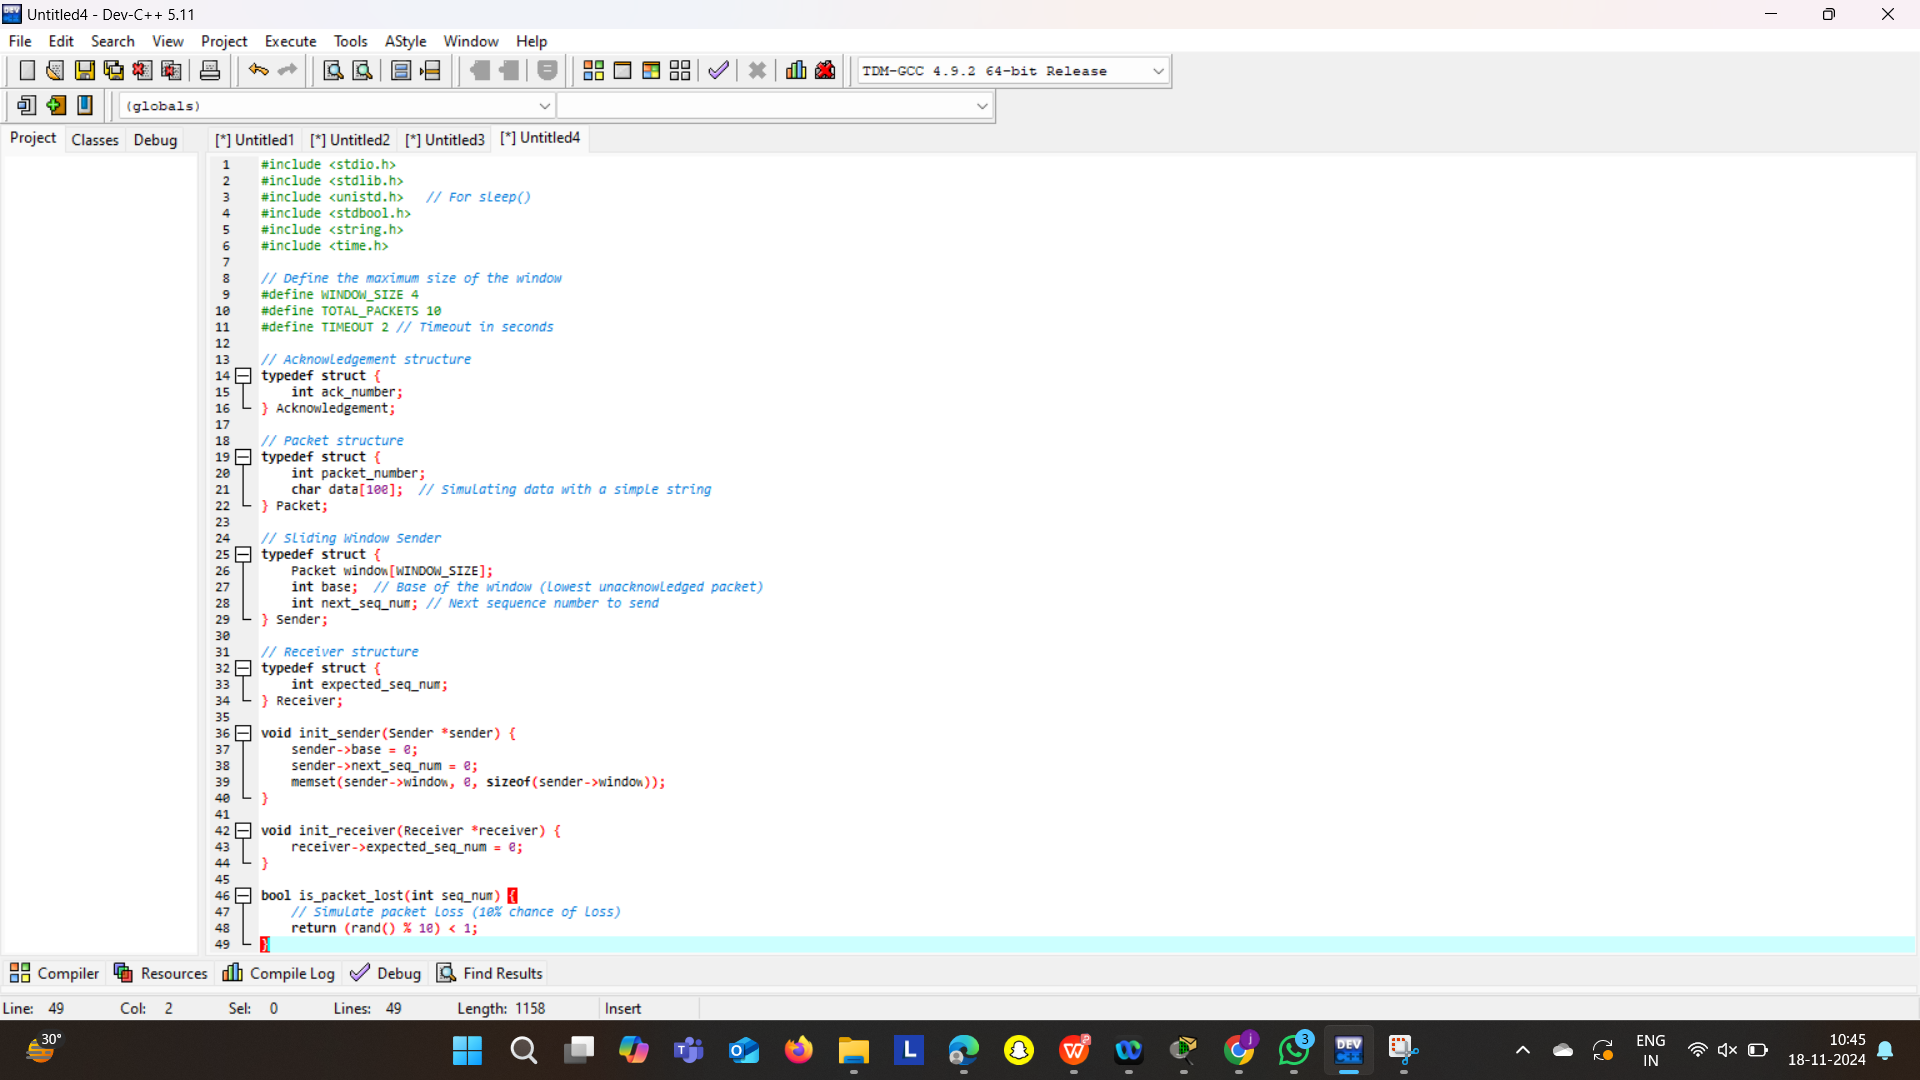 Untitled4 - Dev-C++ 5.11
File Edit Search View Project Execute Tools AStyle Window Help
TDM-GCC 4.9.2 64-bit Release
(globals)
Project Classes Debug [*] Untitled1 [*] Untitled2 [*] Untitled3 [*] Untitled4
1 #include <stdio.h>
2 #include <stdlib.h>
3 #include <unistd.h> // For sleep()
4 #include <stdbool.h>
5 #include <string.h>
6 #include <time.h>
7
8 // Define the maximum size of the window
9 #define WINDOW_SIZE 4
10 #define TOTAL_PACKETS 10
11 #define TIMEOUT 2 // Timeout in seconds
12
13 // Acknowledgement structure
14 typedef struct {
15 int ack_number;
16 } Acknowledgement;
17
18 // Packet structure
19 typedef struct {
20 int packet_number;
21 char data[100]; // Simulating data with a simple string
22 } Packet;
23
24 // Sliding Window Sender
25 typedef struct {
26 Packet window[WINDOW_SIZE];
27 int base; // Base of the window (lowest unacknowledged packet)
28 int next_seq_num; // Next sequence number to send
29 } Sender;
30
31 // Receiver structure
32 typedef struct {
33 int expected_seq_num;
34 } Receiver;
35
36 void init_sender(Sender *sender) {
37 sender->base = 0;
38 sender->next_seq_num = 0;
39 memset(sender->window, 0, sizeof(sender->window));
40 }
41
42 void init_receiver(Receiver *receiver) {
43 receiver->expected_seq_num = 0;
44 }
45
46 bool is_packet_lost(int seq_num) {
47 // Simulate packet loss (10% chance of loss)
48 return (rand() % 10) < 1;
49 }
Compiler Resources Compile Log Debug Find Results
Line: 49 Col: 2 Sel: 0 Lines: 49 Length: 1158 Insert
30°
ENG
IN
10:45
18-11-2024
L
DEV
C++
3